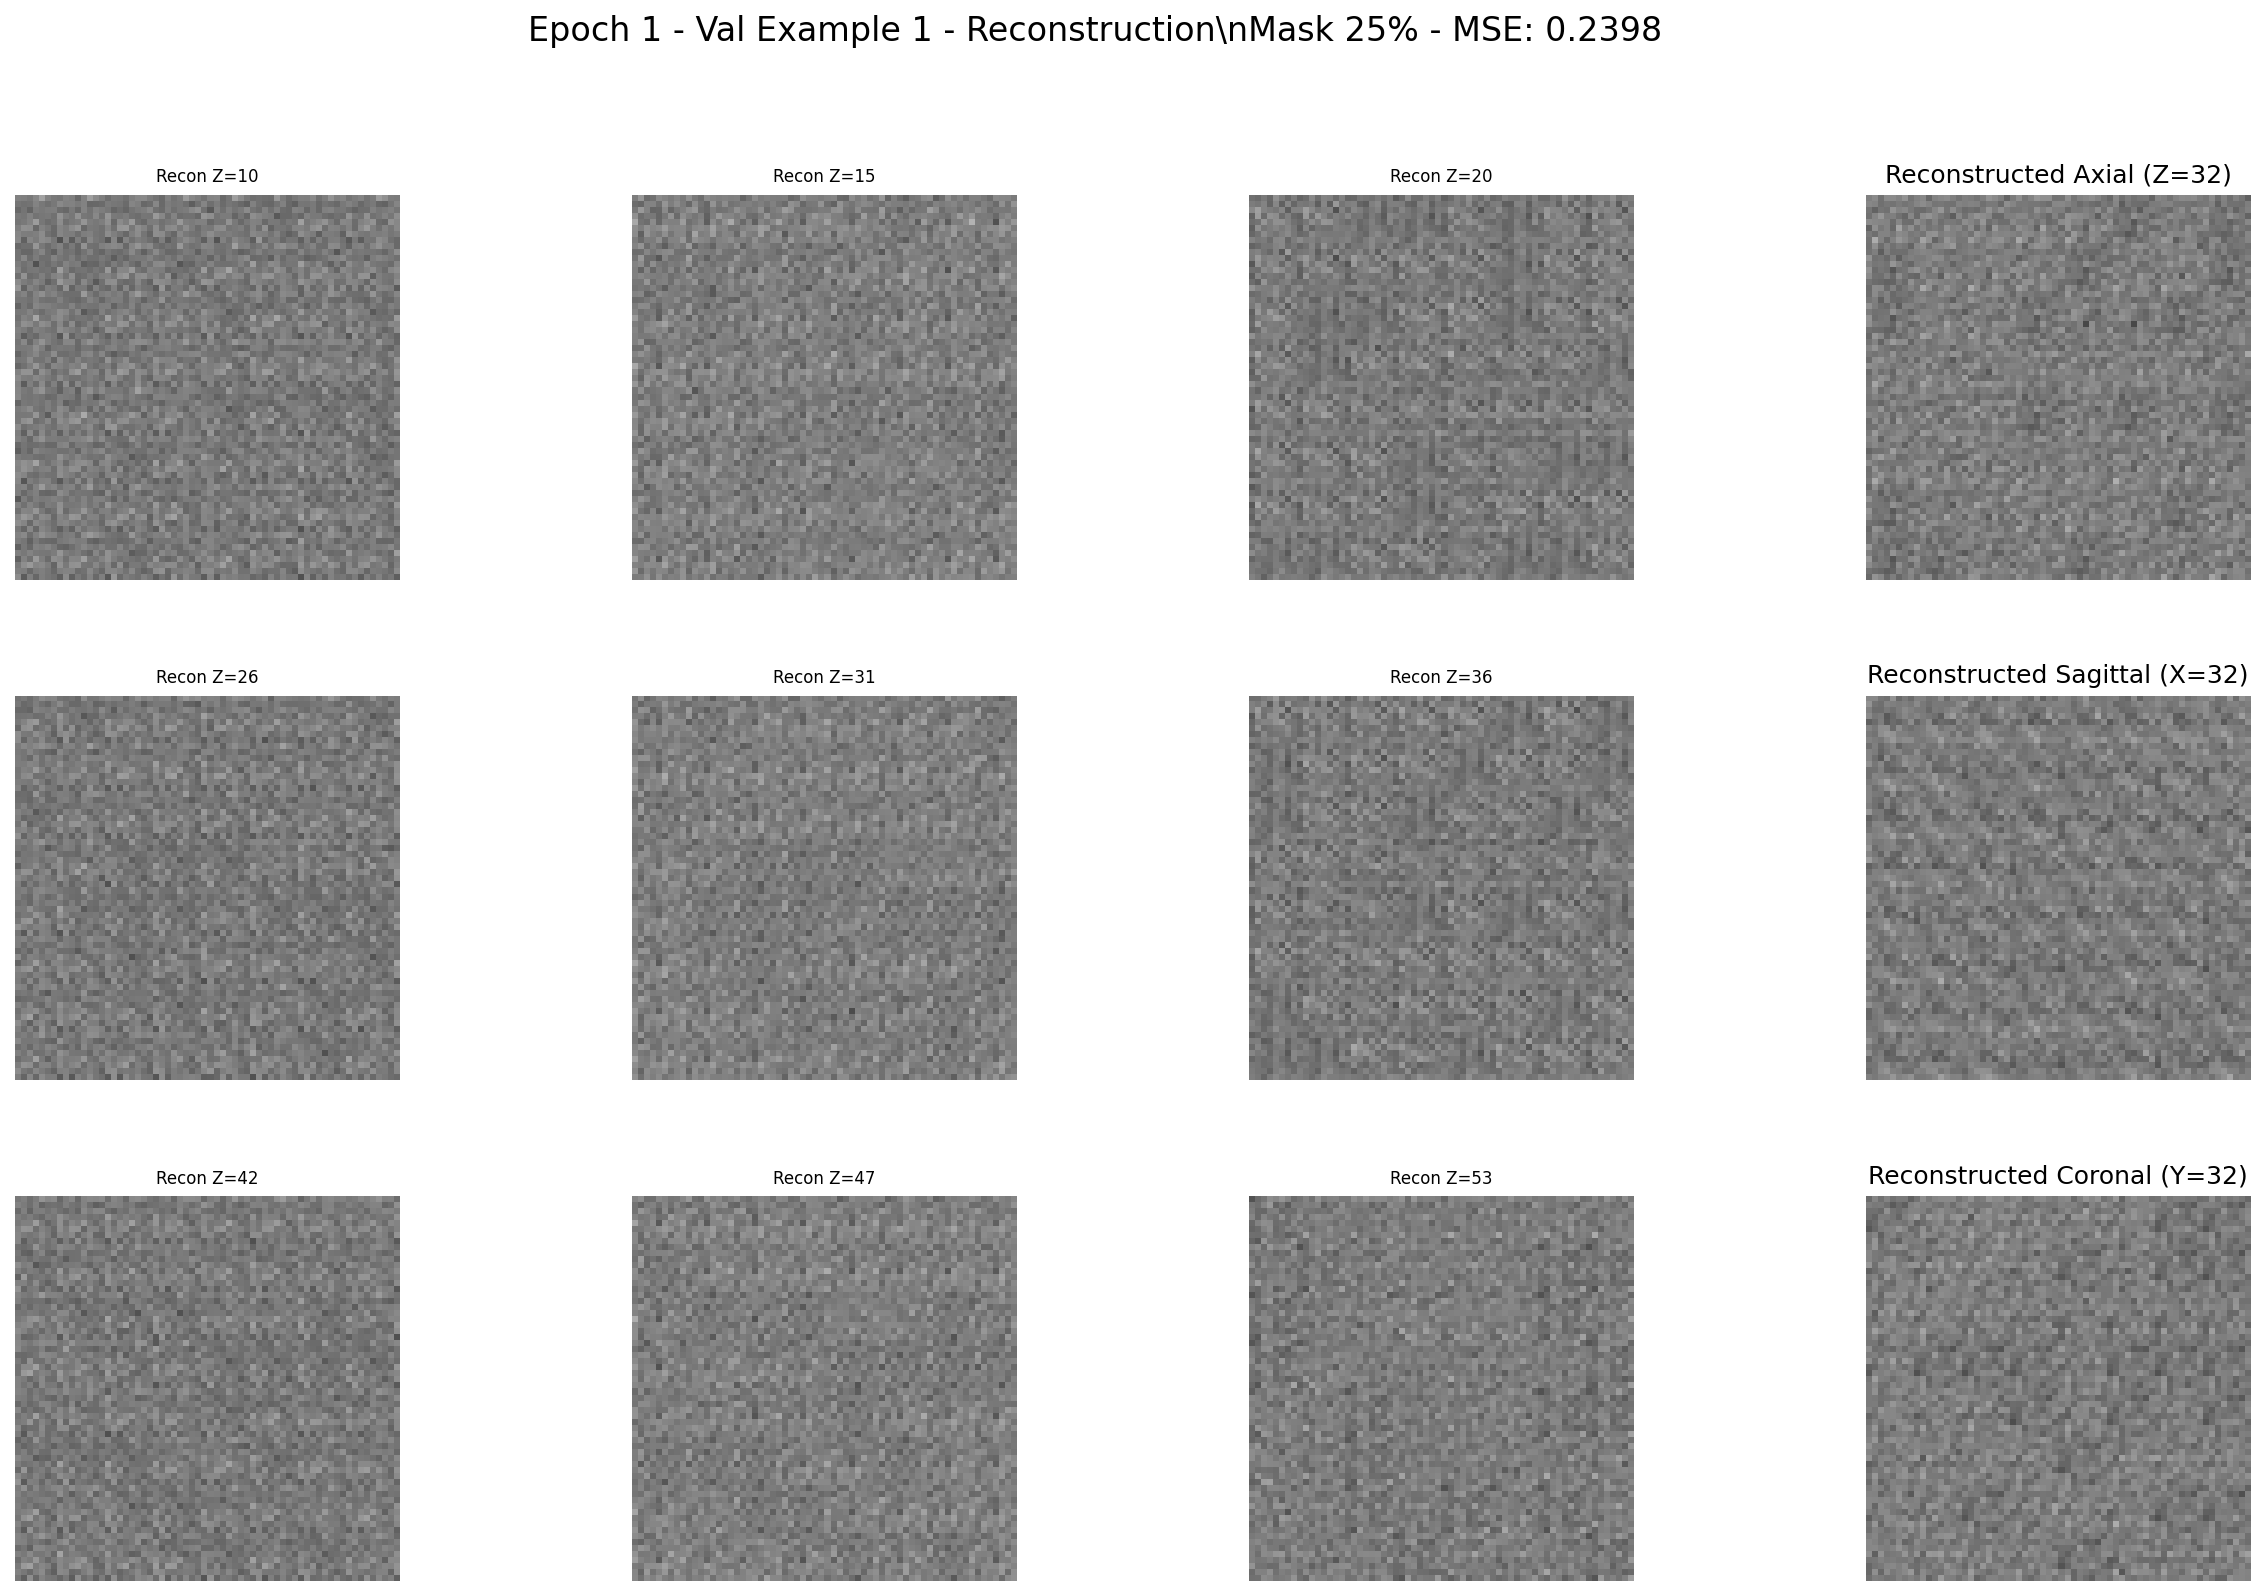 Epoch 1 - Val Example 1 - Reconstruction\nMask 25% - MSE: 0.2398
Recon Z=10
Recon Z=15
Recon Z=20
Reconstructed Axial (Z=32)
Recon Z=26
Recon Z=31
Recon Z=36
Reconstructed Sagittal (X=32)
Recon Z=42
Recon Z=47
Recon Z=53
Reconstructed Coronal (Y=32)